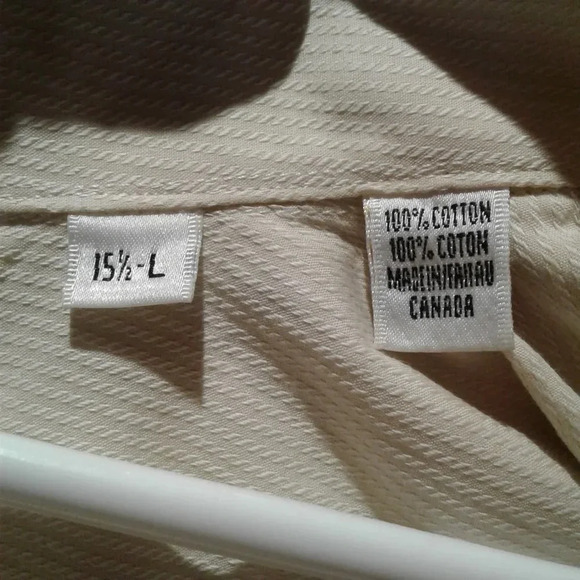 15½-L
100% COTTON
100% COTON
MADE IN/FAIT AU
CANADA